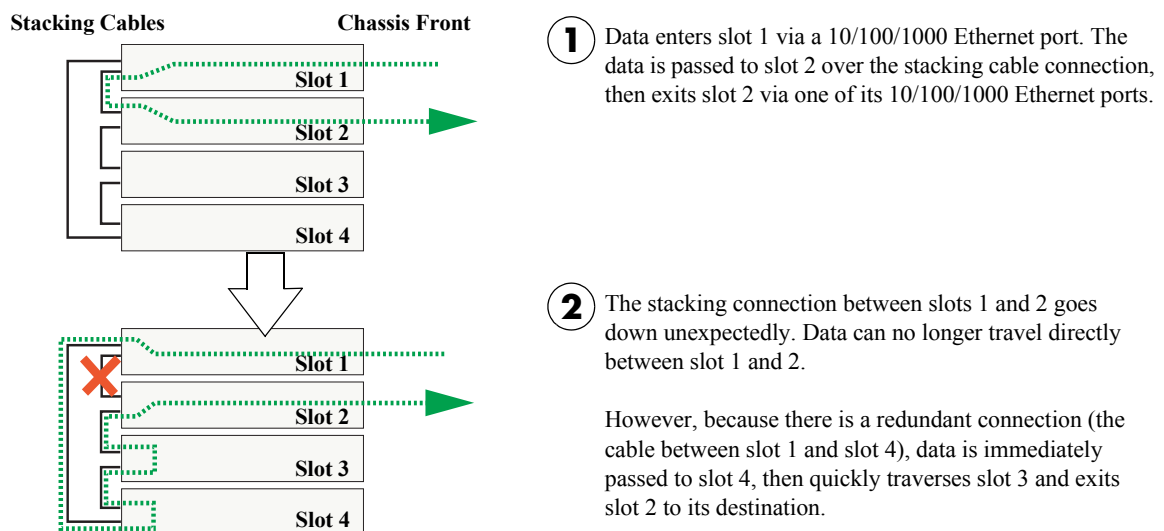 Stacking Cables
Chassis Front
Slot 1
Slot 2
Slot 3
Slot 4
1
Data enters slot 1 via a 10/100/1000 Ethernet port. The
data is passed to slot 2 over the stacking cable connection,
then exits slot 2 via one of its 10/100/1000 Ethernet ports.
Slot 1
Slot 2
Slot 3
Slot 4
2
The stacking connection between slots 1 and 2 goes
down unexpectedly. Data can no longer travel directly
between slot 1 and 2.
However, because there is a redundant connection (the
cable between slot 1 and slot 4), data is immediately
passed to slot 4, then quickly traverses slot 3 and exits
slot 2 to its destination.